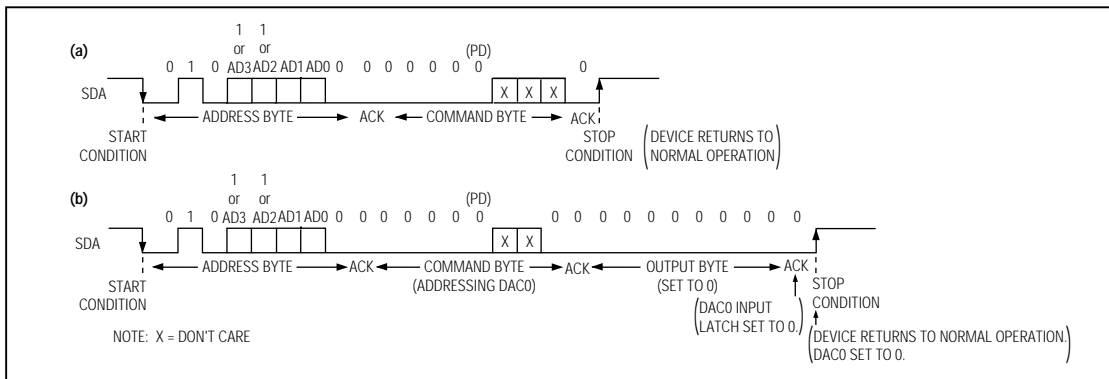 (a)
1 1
or or (PD)
0 1 0 AD3 AD2 AD1 AD0 0 0 0 0 0 0 0 0
SDA X X X
ADDRESS BYTE ACK COMMAND BYTE ACK
START CONDITION
STOP CONDITION
(DEVICE RETURNS TO NORMAL OPERATION)
(b)
1 1
or or (PD)
0 1 0 AD3 AD2 AD1 AD0 0 0 0 0 0 0 0 0 0 0 0 0 0 0 0 0 0
SDA X X
ADDRESS BYTE ACK COMMAND BYTE ACK OUTPUT BYTE ACK
(ADDRESSING DAC0) (SET TO 0)
START CONDITION
STOP CONDITION
(DAC0 INPUT LATCH SET TO 0.)
(DEVICE RETURNS TO NORMAL OPERATION. DAC0 SET TO 0.)
NOTE: X = DON'T CARE